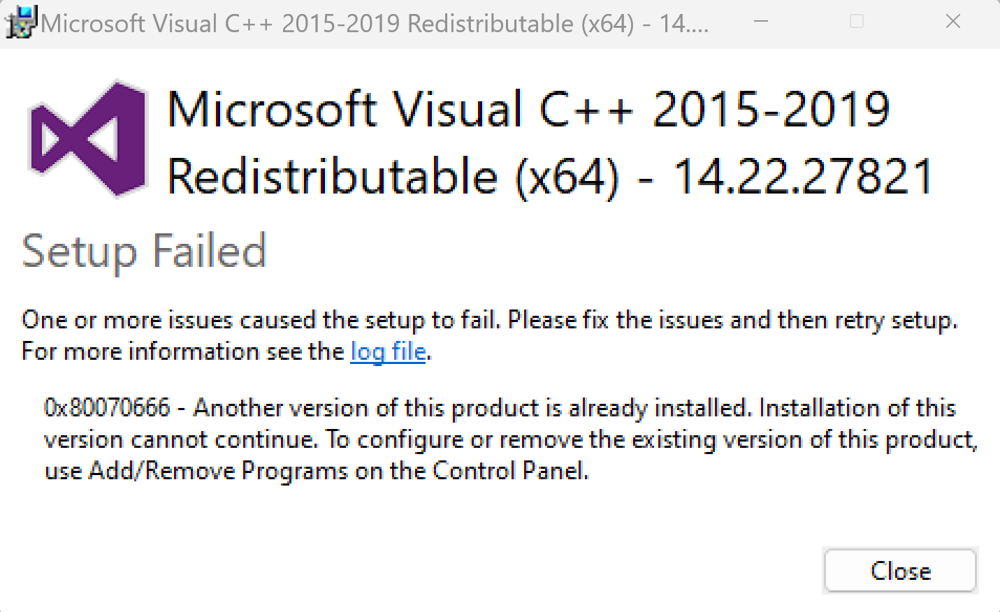 Microsoft Visual C++ 2015-2019 Redistributable (x64) - 14....
Microsoft Visual C++ 2015-2019
Redistributable (x64) - 14.22.27821
Setup Failed
One or more issues caused the setup to fail. Please fix the issues and then retry setup.
For more information see the log file.
0x80070666 - Another version of this product is already installed. Installation of this
version cannot continue. To configure or remove the existing version of this product,
use Add/Remove Programs on the Control Panel.
Close